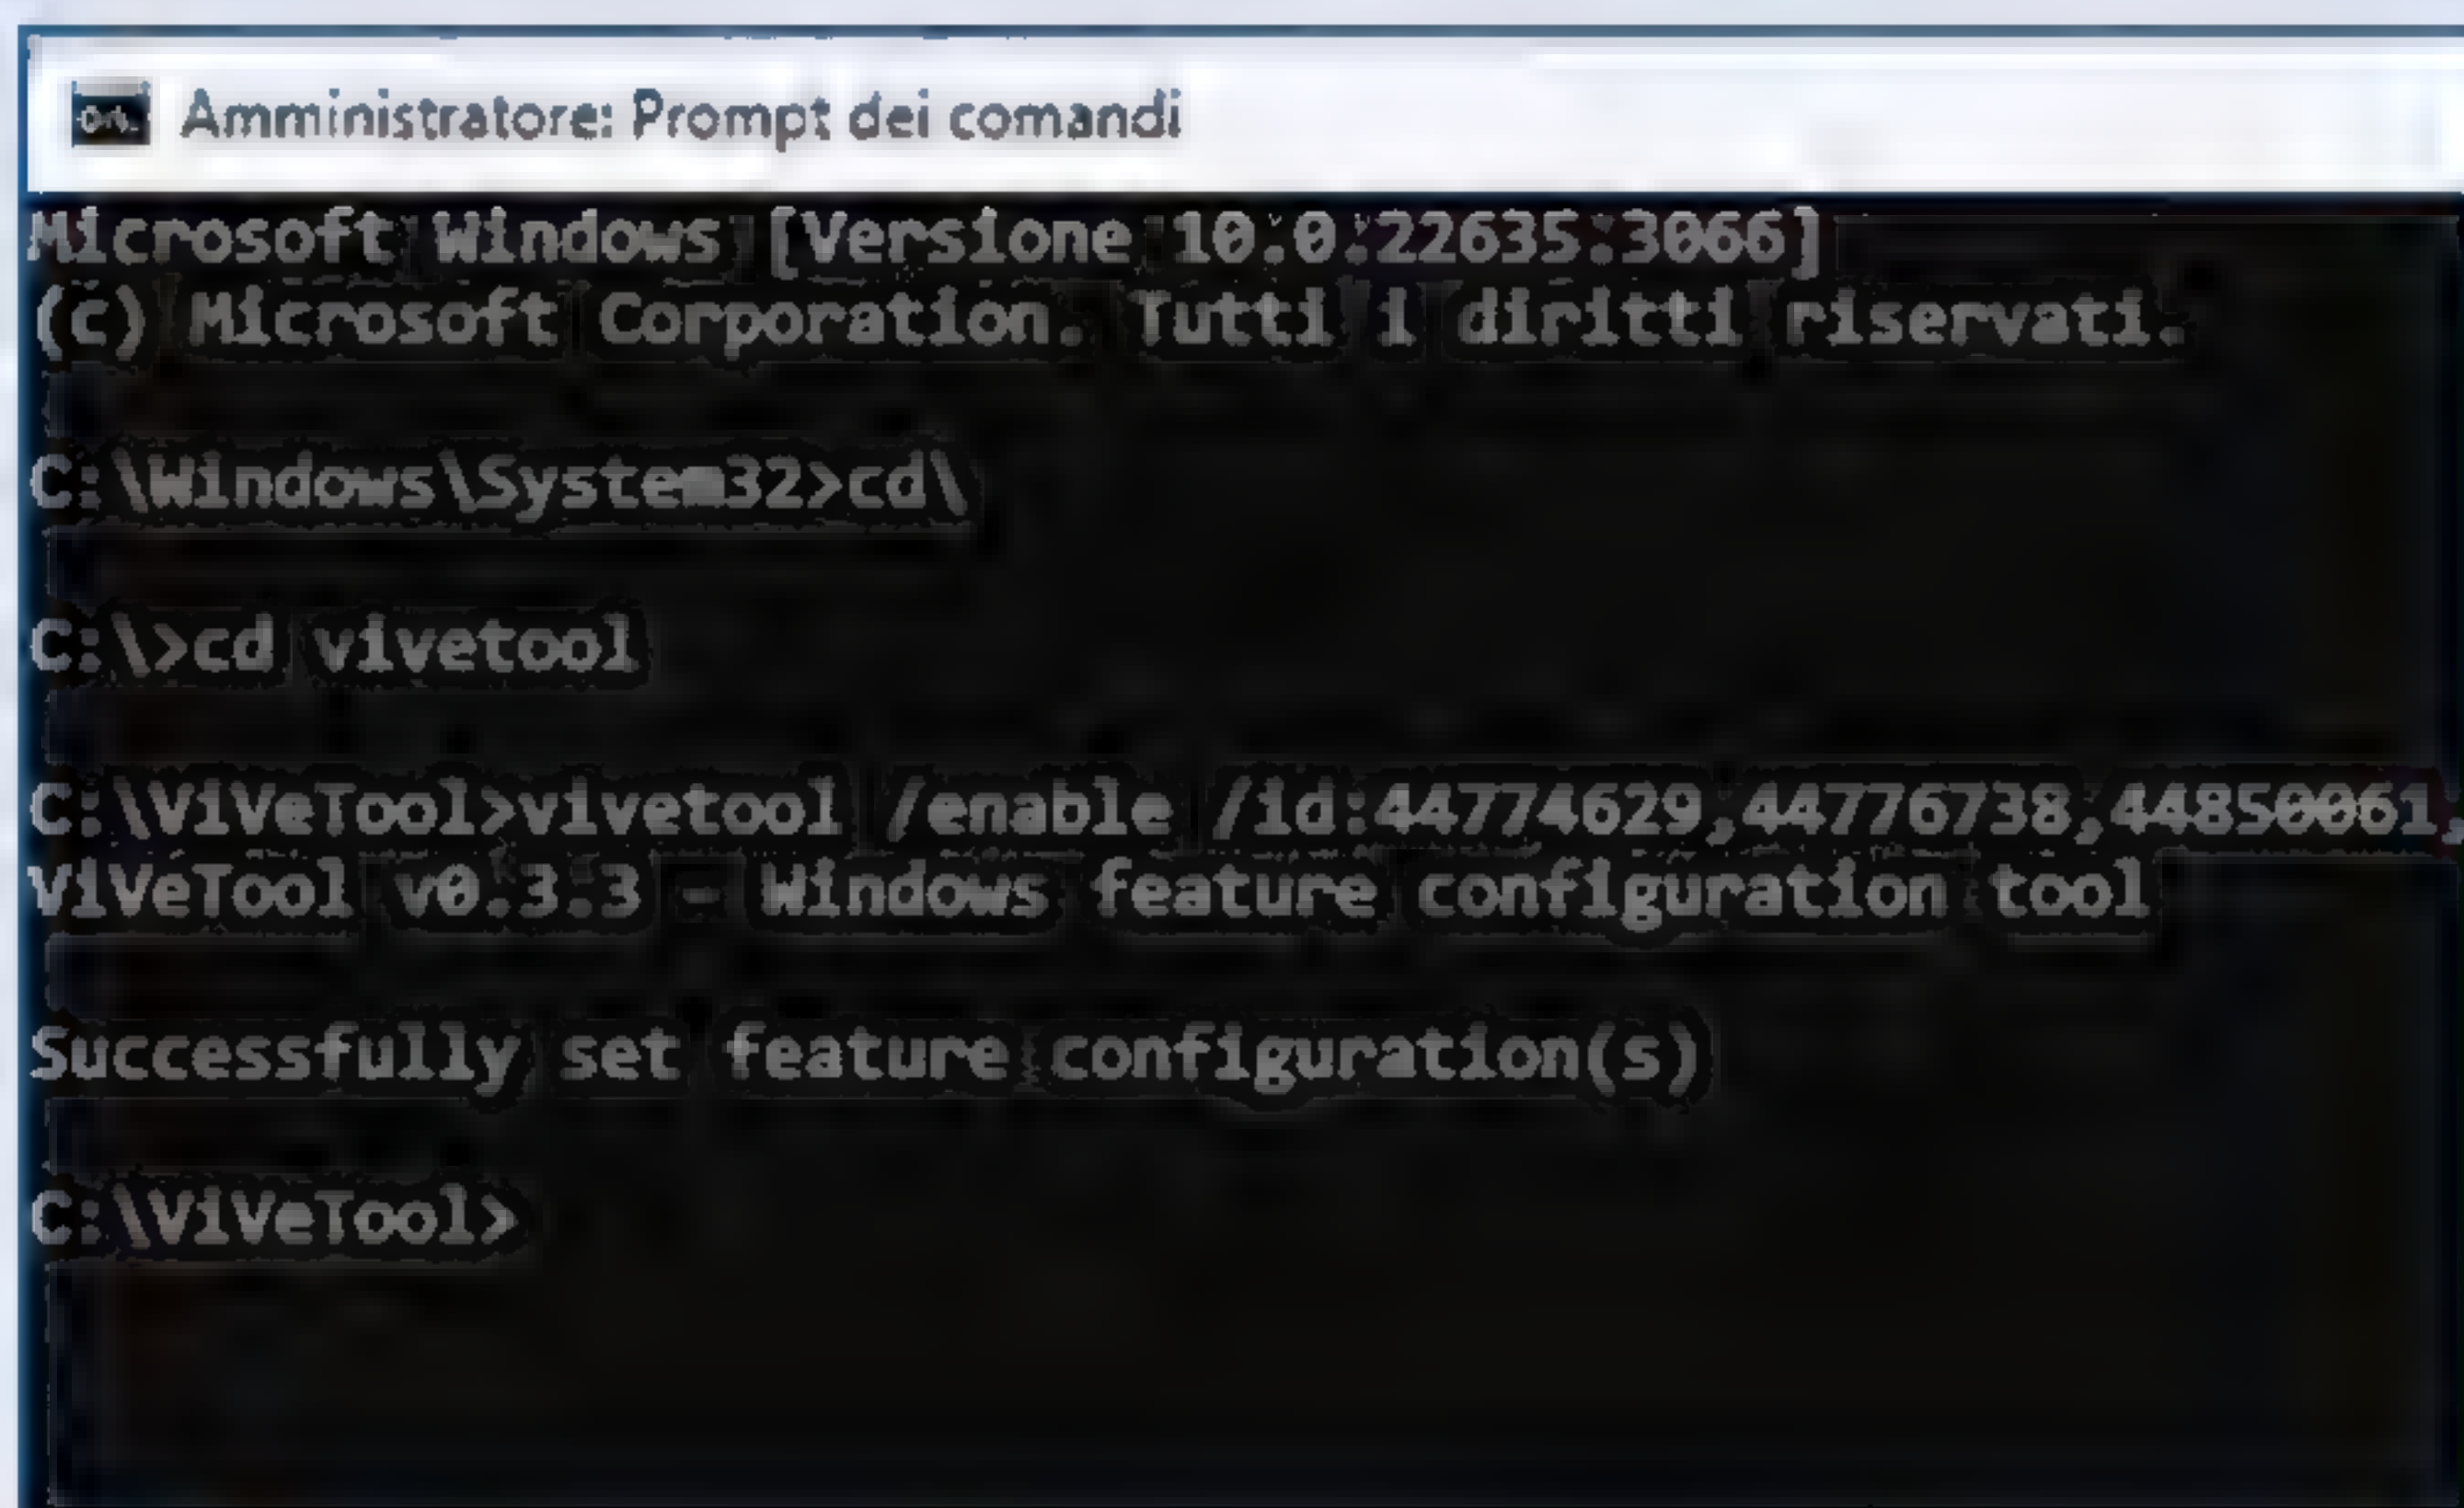 Amministratore: Prompt dei comandi
Microsoft Windows [Versione 10.0.22635.3066]
(c) Microsoft Corporation. Tutti i diritti riservati.
C:\Windows\System32>cd\
C:\>cd vivetool
C:\ViVeTool>vivetool /enable /id:44774629,44776738,44850061,
ViVeTool v0.3.3 - Windows feature configuration tool
Successfully set feature configuration(s)
C:\ViVeTool>